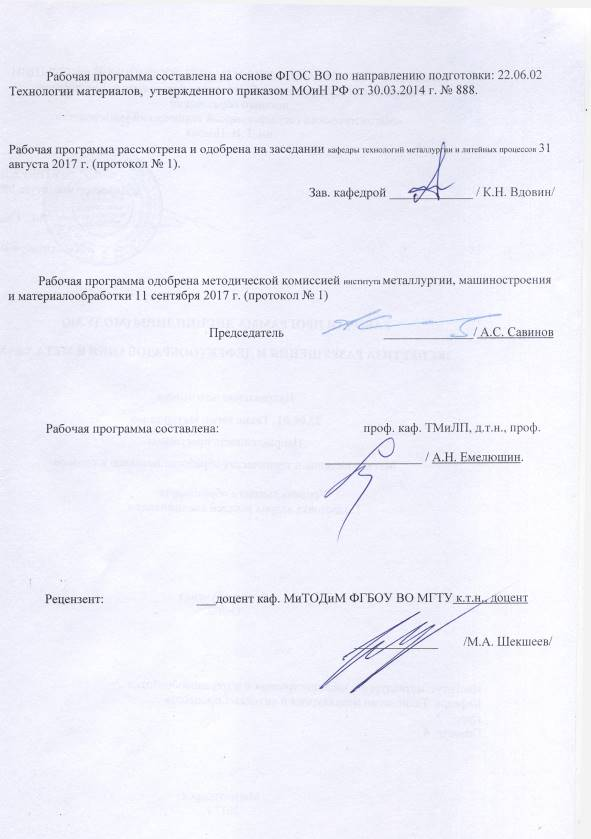 Рабочая программа составлена на основе ФГОС ВО по направлению подготовки: 22.06.02
Технологии материалов, утвержденного приказом МОиН РФ от 30.03.2014 г. № 888.
Рабочая программа рассмотрена и одобрена на заседании кафедры технологий металлургии и литейных процессов 31
августа 2017 г. (протокол № 1).
Зав. кафедрой _____________ / К.Н. Вдовин/
Рабочая программа одобрена методической комиссией института металлургии, машиностроения
и материалообработки 11 сентября 2017 г. (протокол № 1)
Председатель ______________/ А.С. Савинов
Рабочая программа составлена: проф. каф. ТМиЛП, д.т.н., проф.
_______________ / А.Н. Емелюшин.
Рецензент: ___доцент каф. МиТОДиМ ФГБОУ ВО МГТУ к.т.н., доцент
_____________ /М.А. Шекшеев/